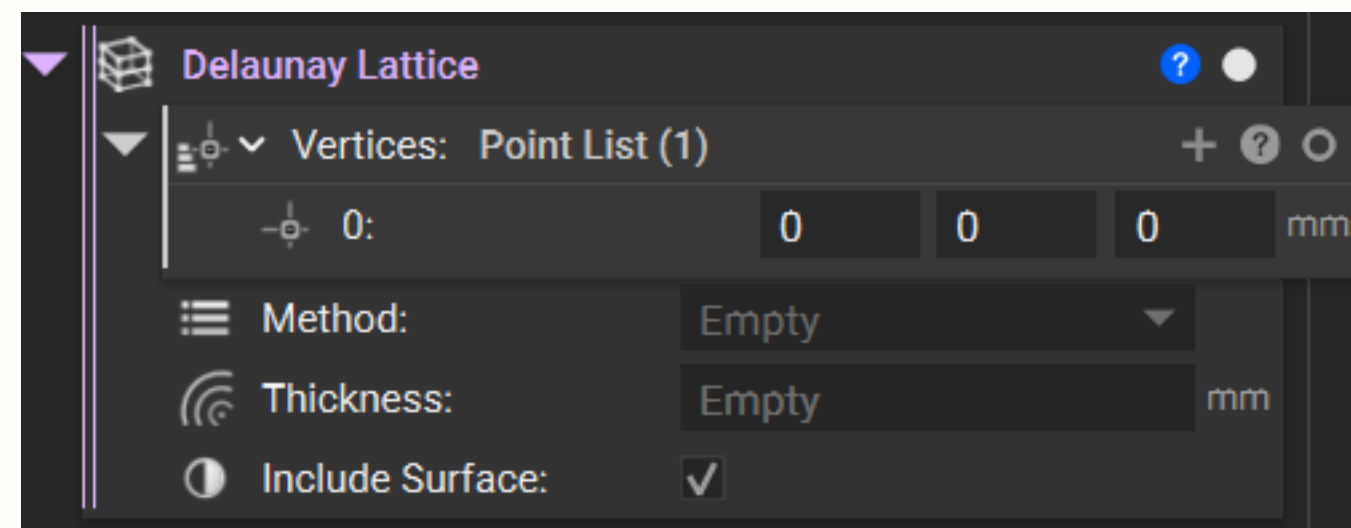 Delaunay Lattice ?
Vertices: Point List (1) + ?
0: 0 0 0 mm
Method: Empty
Thickness: Empty mm
Include Surface: